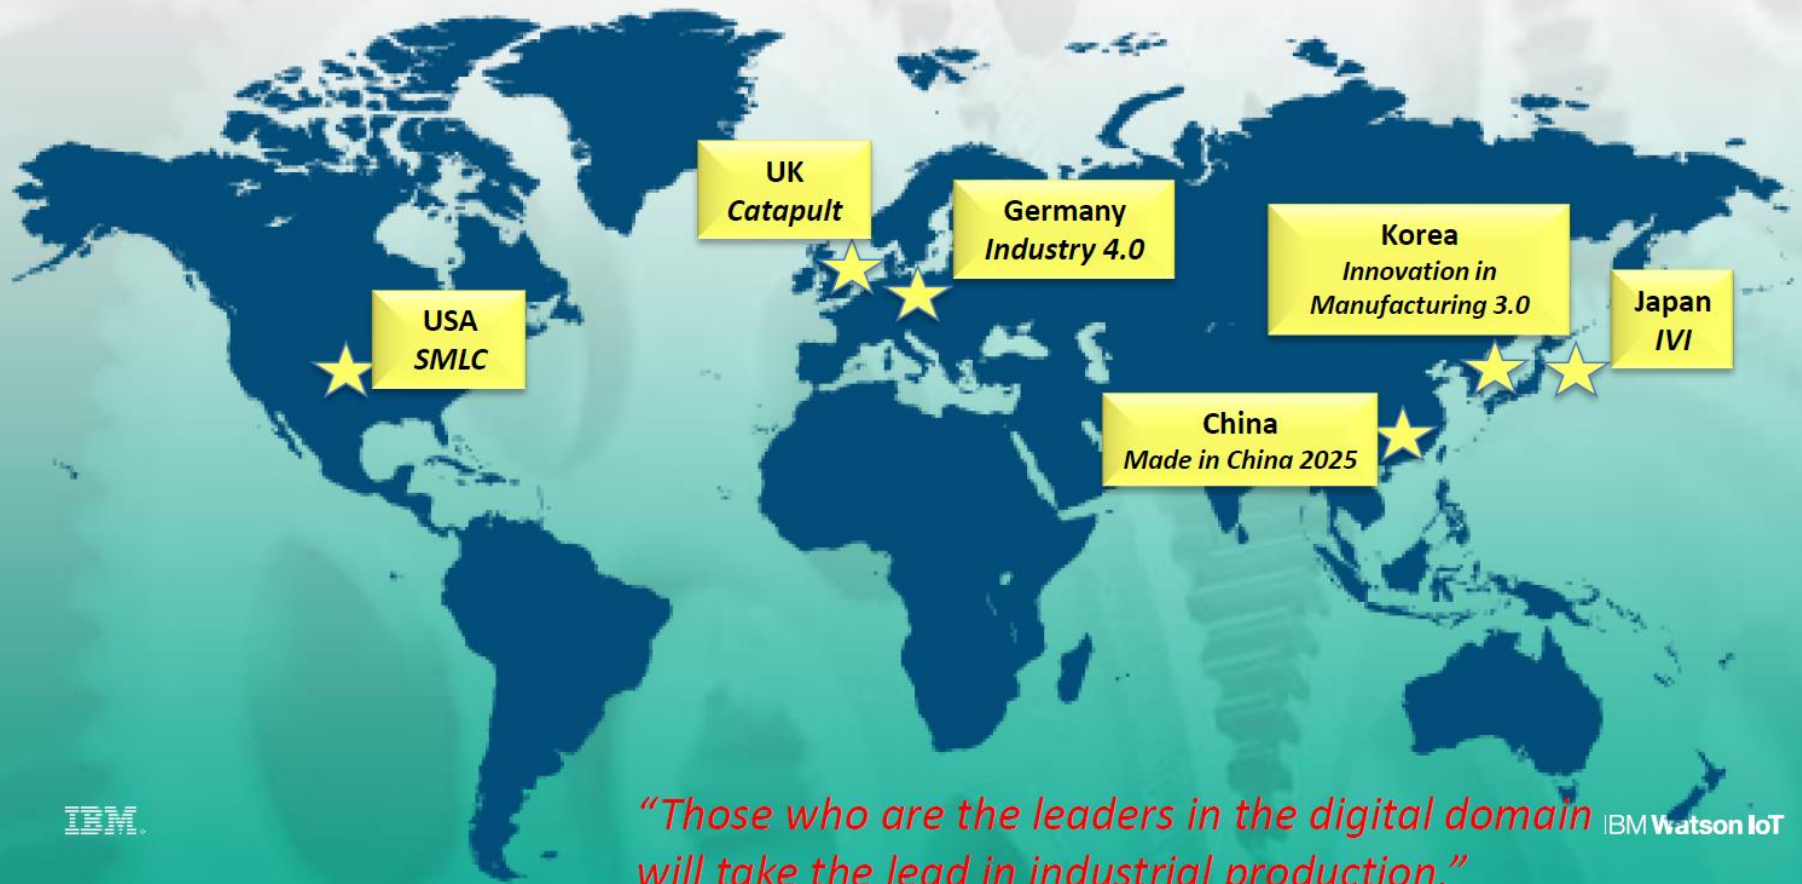 UK
Catapult
Germany
Industry 4.0
Korea
Innovation in
Manufacturing 3.0
Japan
IVI
USA
SMLC
China
Made in China 2025
IBM.
“Those who are the leaders in the digital domain
will take the lead in industrial production.”
IBM Watson IoT